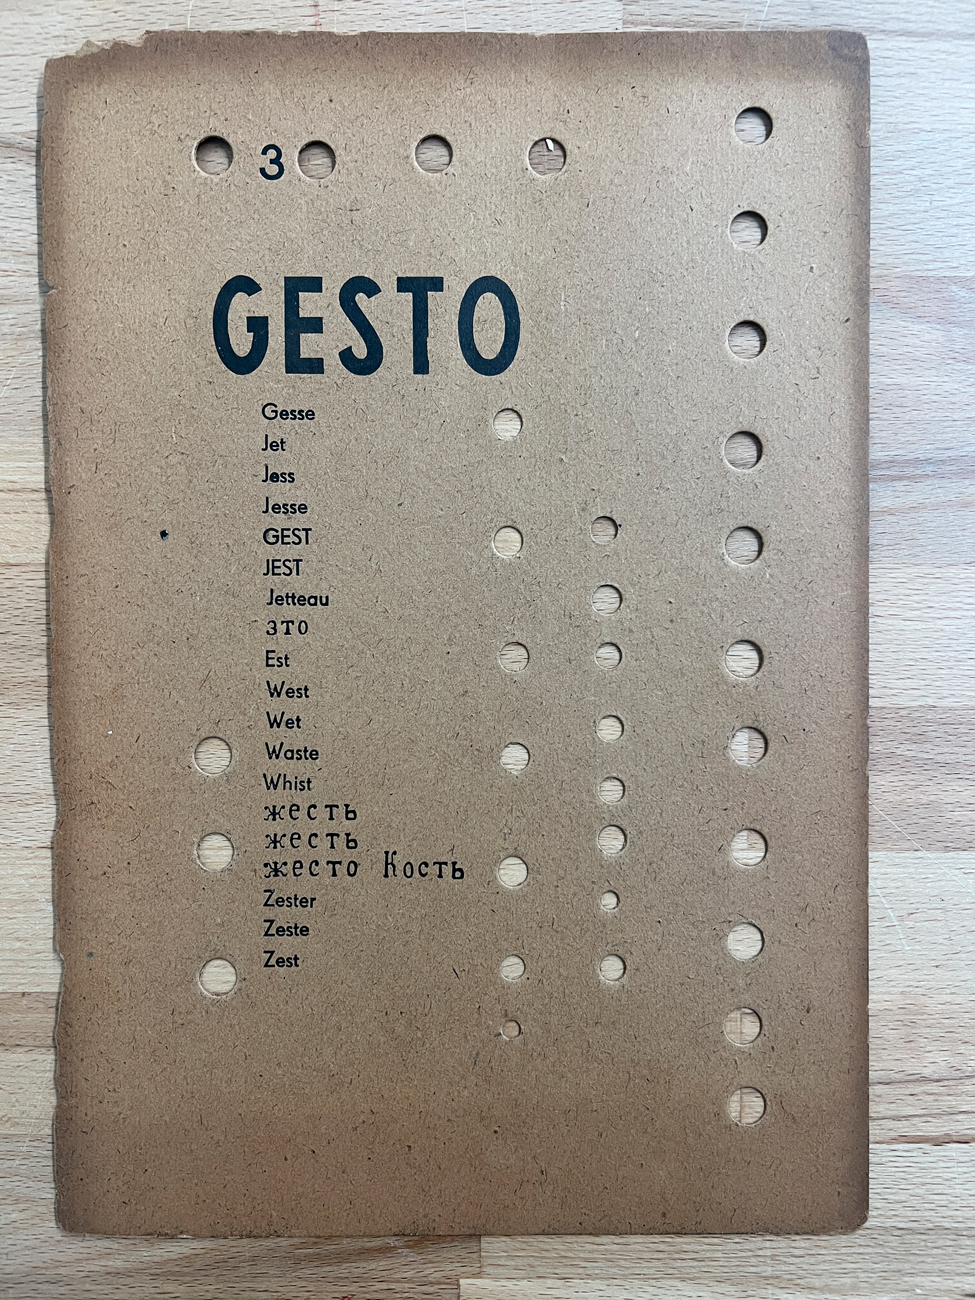 3
GESTO
Gesse
Jet
Jess
Jesse
GEST
JEST
Jetteau
ЗТО
Est
West
Wet
Waste
Whist
жесть
жесть
жесто Кость
Zester
Zeste
Zest